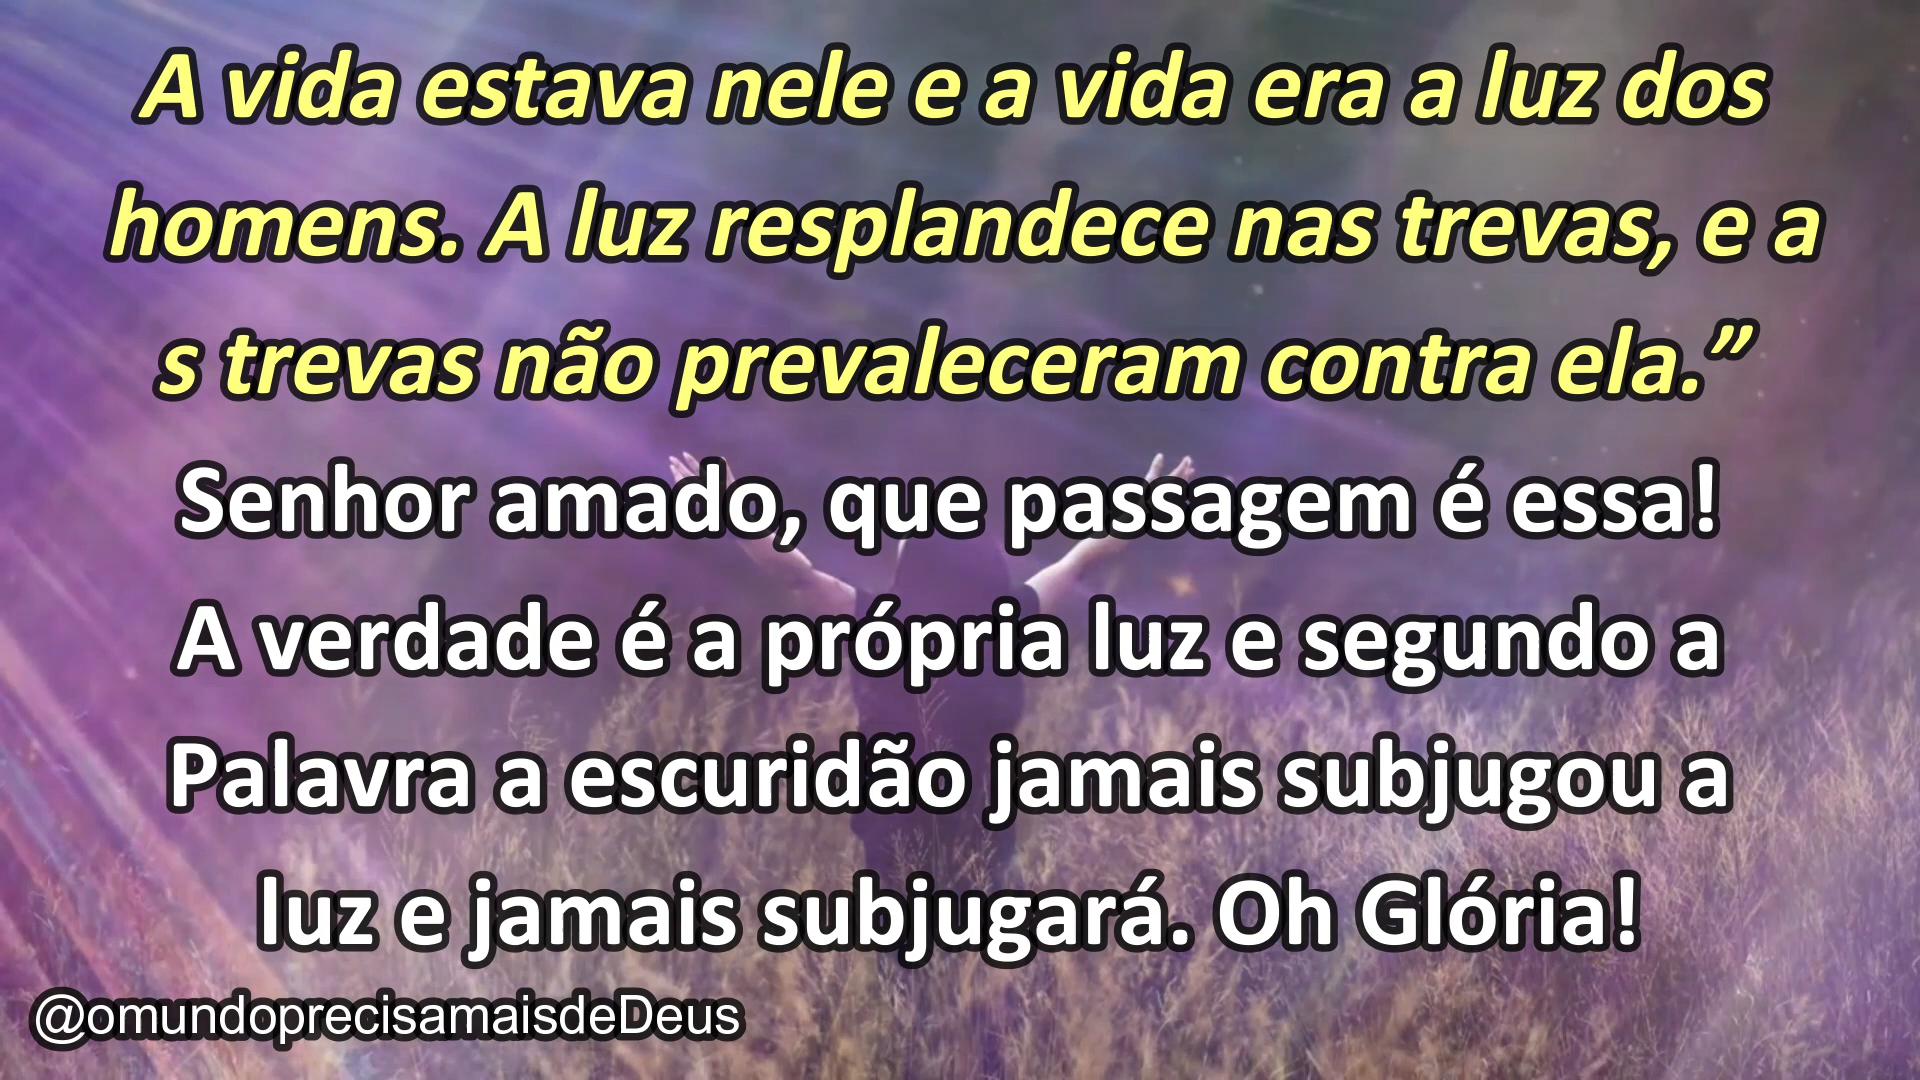 A vida estava nele e a vida era a luz dos
homens. A luz resplandece nas trevas, e a
s trevas não prevaleceram contra ela.”
Senhor amado, que passagem é essa!
A verdade é a própria luz e segundo a
Palavra a escuridão jamais subjugou a
luz e jamais subjugará. Oh Glória!
@omundoprecisamaisdeDeus